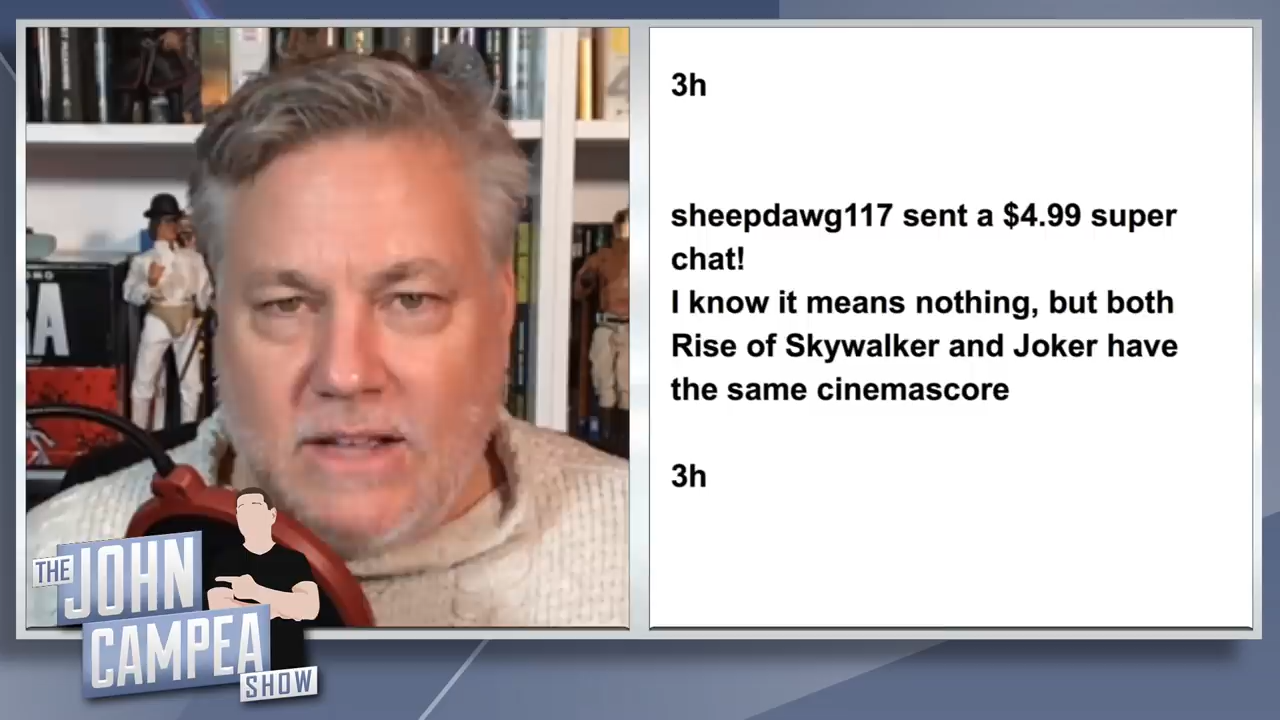 3h
sheepdawg117 sent a $4.99 super
chat!
I know it means nothing, but both
Rise of Skywalker and Joker have
the same cinemascore
3h
THE
JOHN
CAMPEA
SHOW